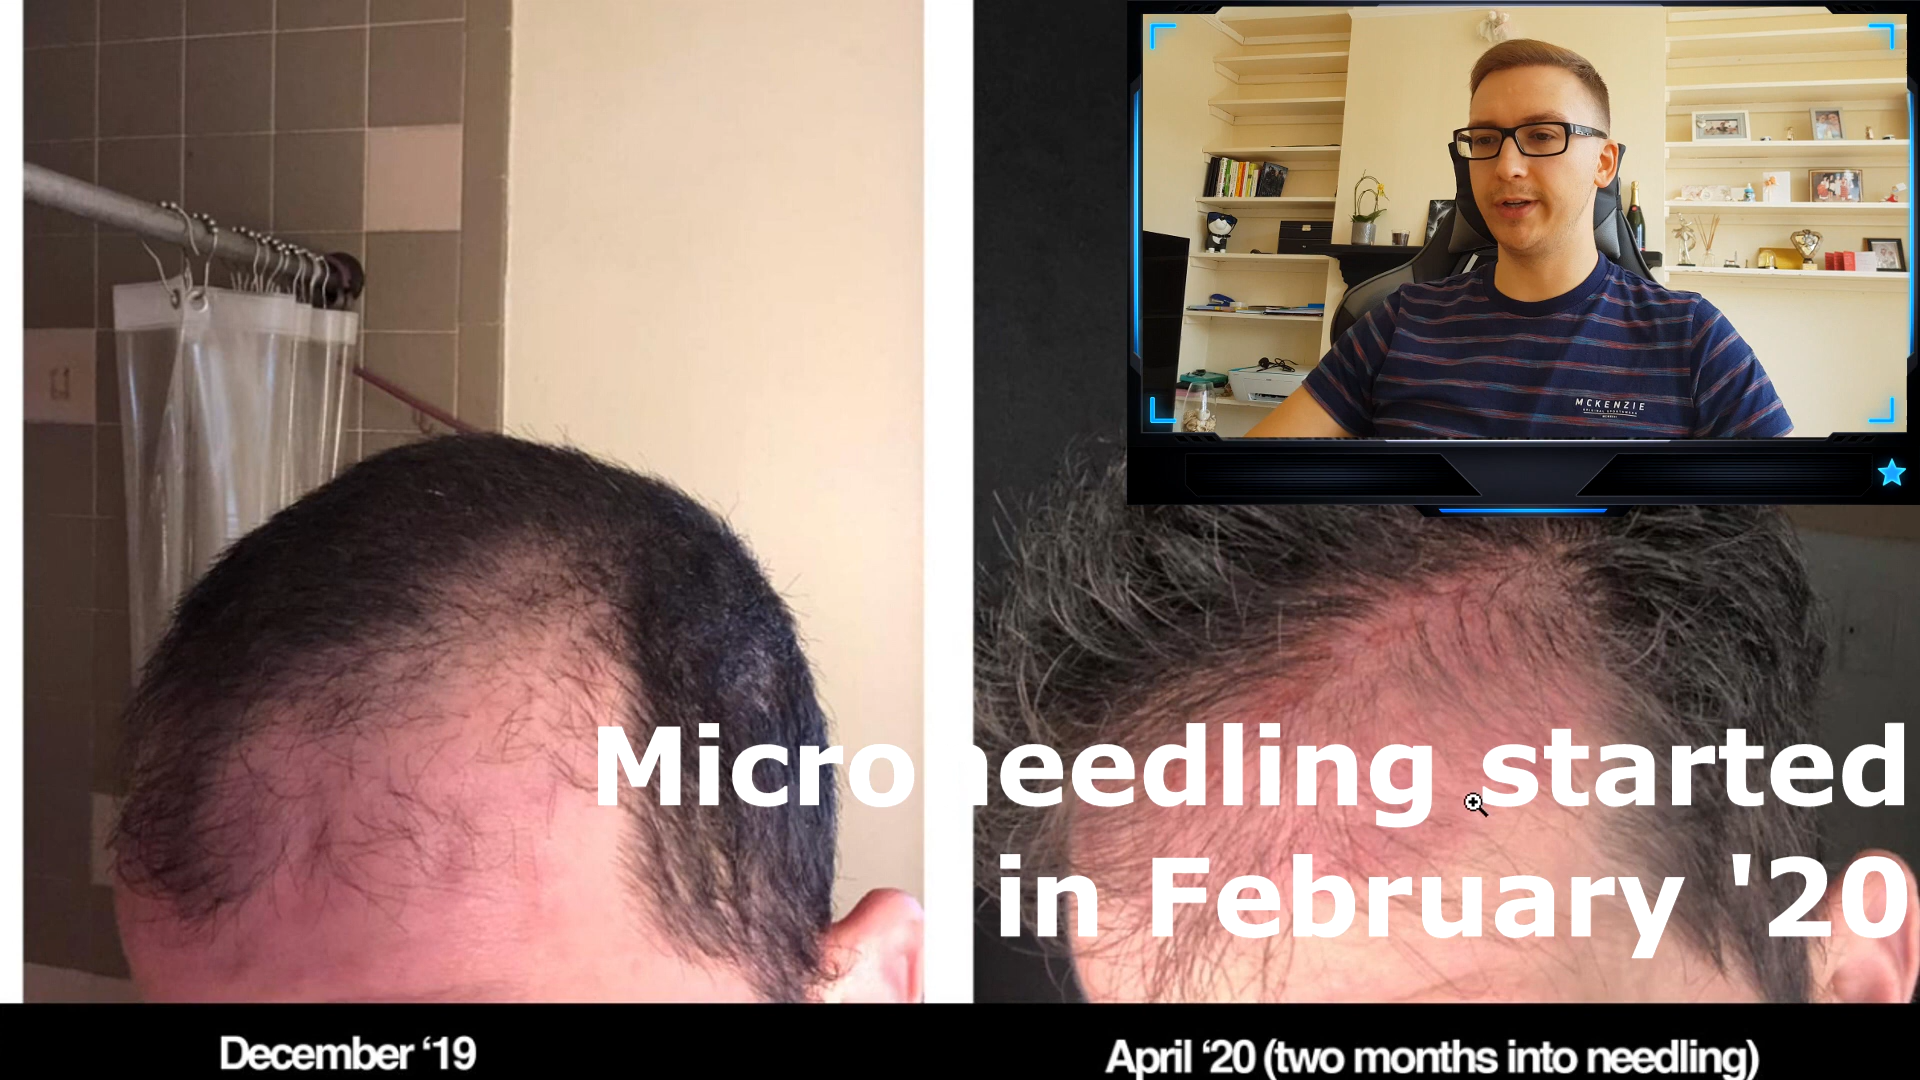 MCKENZIE
Microneedling started
in February '20
December ‘19
April ‘20 (two months into needling)